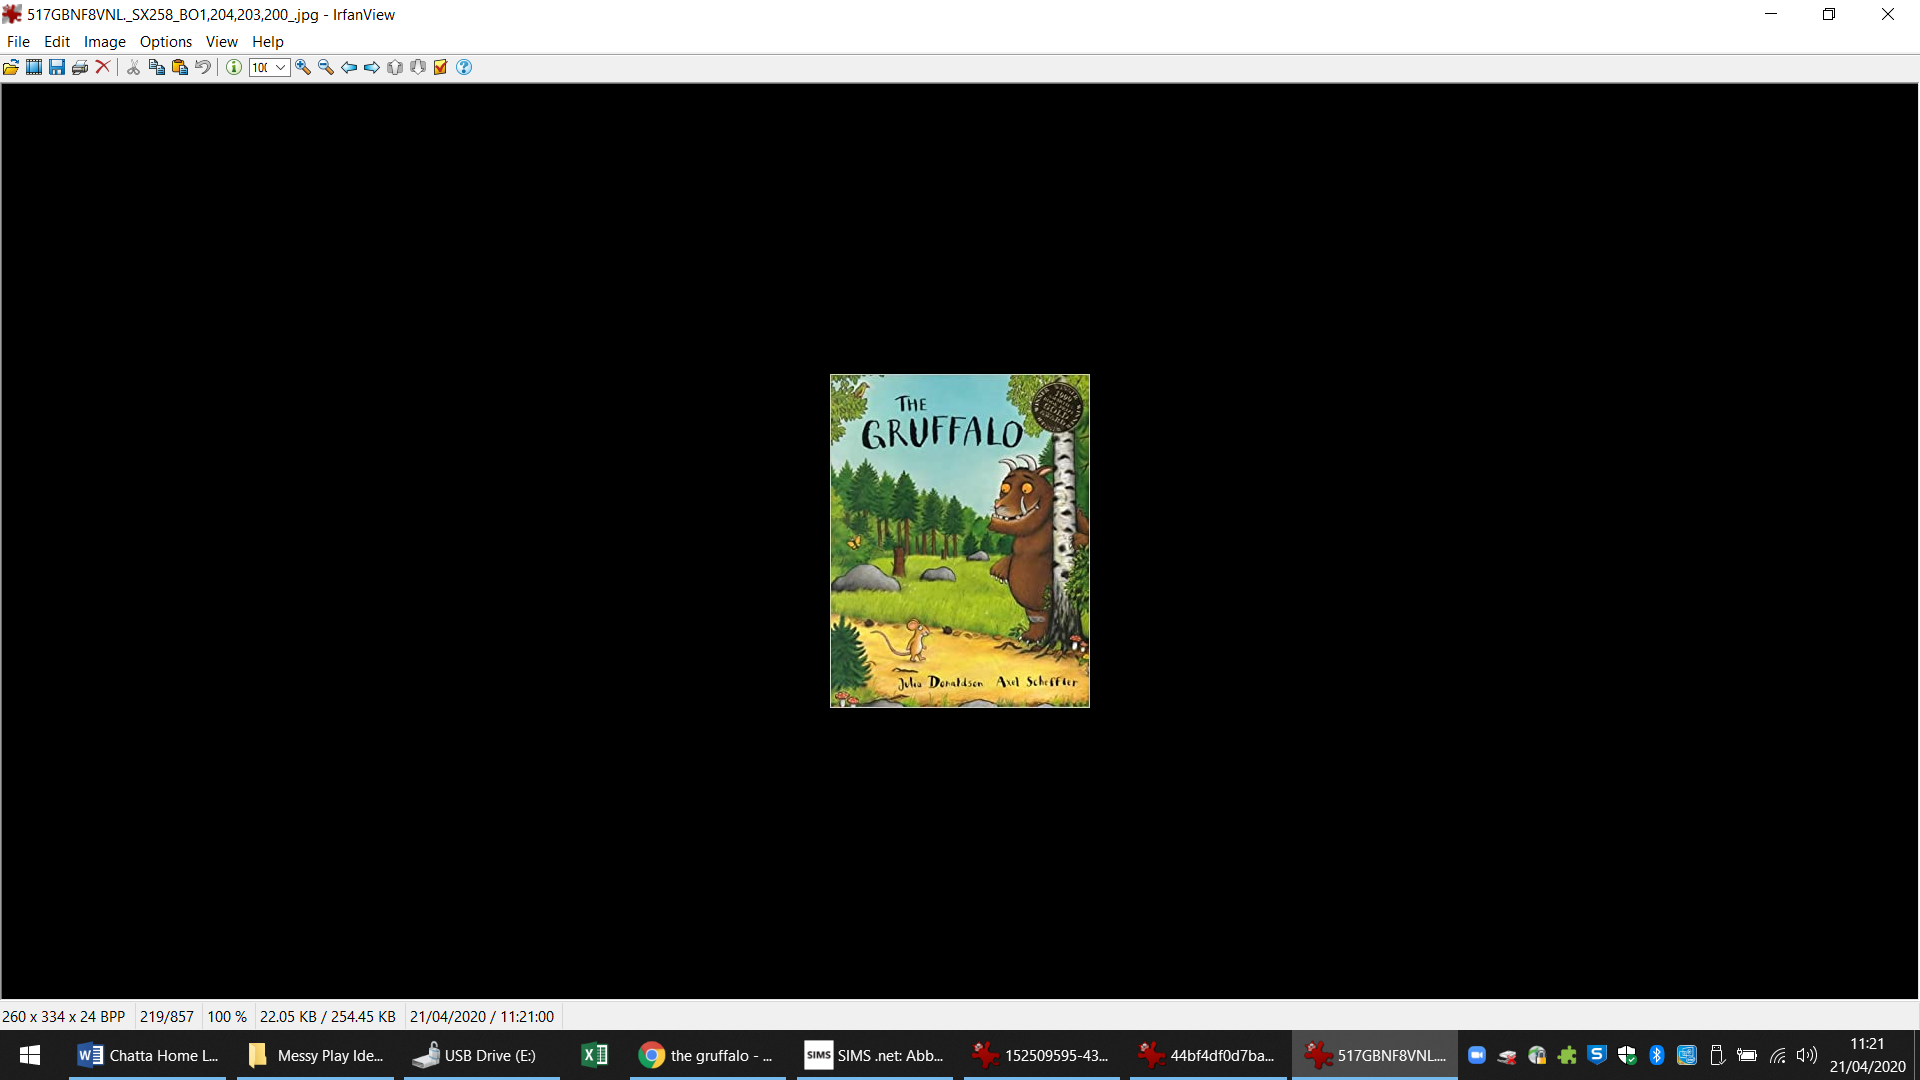 517GBNF8VNL._SX258_BO1,204,203,200_.jpg - IrfanView
File Edit Image Options View Help
THE
GRUFFALO
Julia Donaldson Axel Scheffler
260 x 334 x 24 BPP 219/857 100 % 22.05 KB / 254.45 KB 21/04/2020 / 11:21:00
Chatta Home L... Messy Play Ide... USB Drive (E:) the gruffalo - ... SIMS SIMS .net: Abb... 152509595-43... 44bf4df0d7ba... 517GBNF8VNL... 11:21
21/04/2020